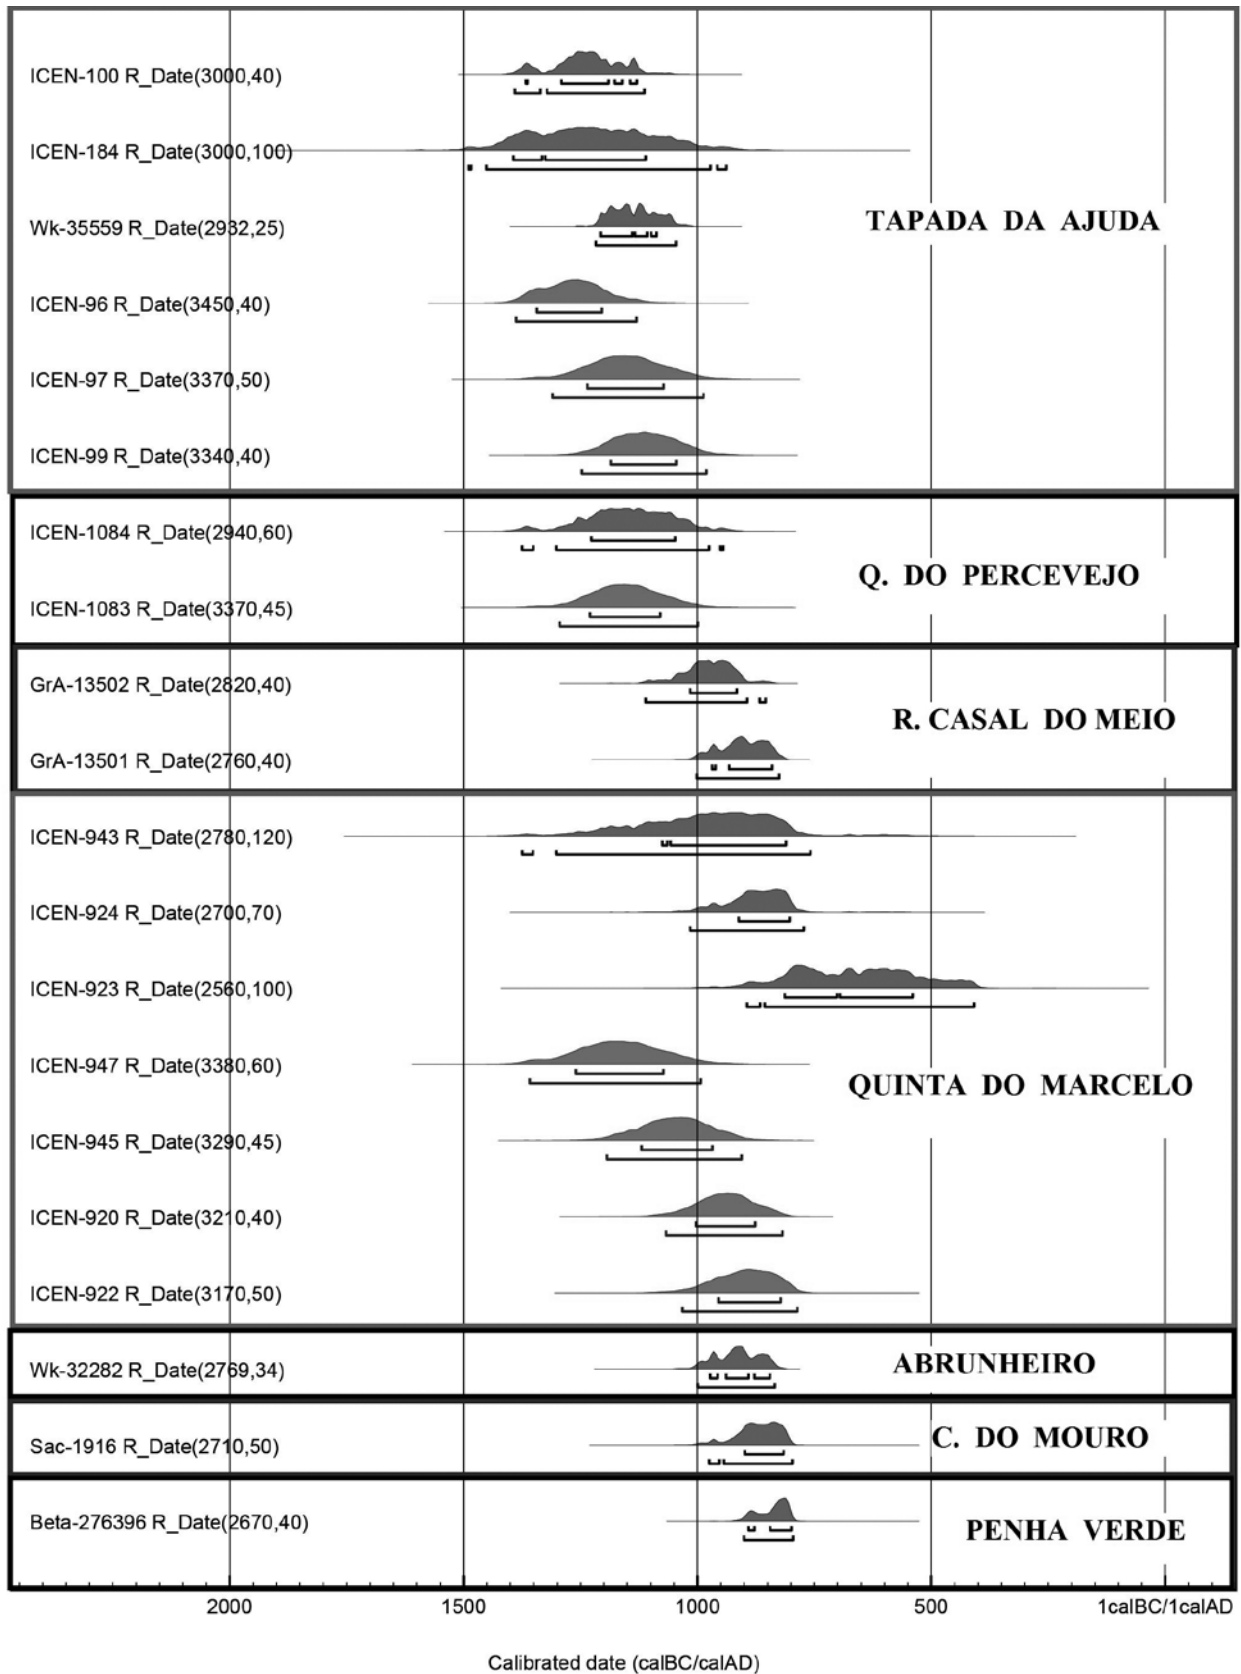 ICEN-100 R_Date(3000,40)
ICEN-184 R_Date(3000,100)
Wk-35559 R_Date(2932,25)
TAPADA DA AJUDA
ICEN-96 R_Date(3450,40)
ICEN-97 R_Date(3370,50)
ICEN-99 R_Date(3340,40)
ICEN-1084 R_Date(2940,60)
Q. DO PERCEVEJO
ICEN-1083 R_Date(3370,45)
GrA-13502 R_Date(2820,40)
R. CASAL DO MEIO
GrA-13501 R_Date(2760,40)
ICEN-943 R_Date(2780,120)
ICEN-924 R_Date(2700,70)
ICEN-923 R_Date(2560,100)
ICEN-947 R_Date(3380,60)
QUINTA DO MARCELO
ICEN-945 R_Date(3290,45)
ICEN-920 R_Date(3210,40)
ICEN-922 R_Date(3170,50)
Wk-32282 R_Date(2769,34)
ABRUNHEIRO
Sac-1916 R_Date(2710,50)
C. DO MOURO
Beta-276396 R_Date(2670,40)
PENHA VERDE
2000 1500 1000 500 1calBC/1calAD
Calibrated date (calBC/calAD)